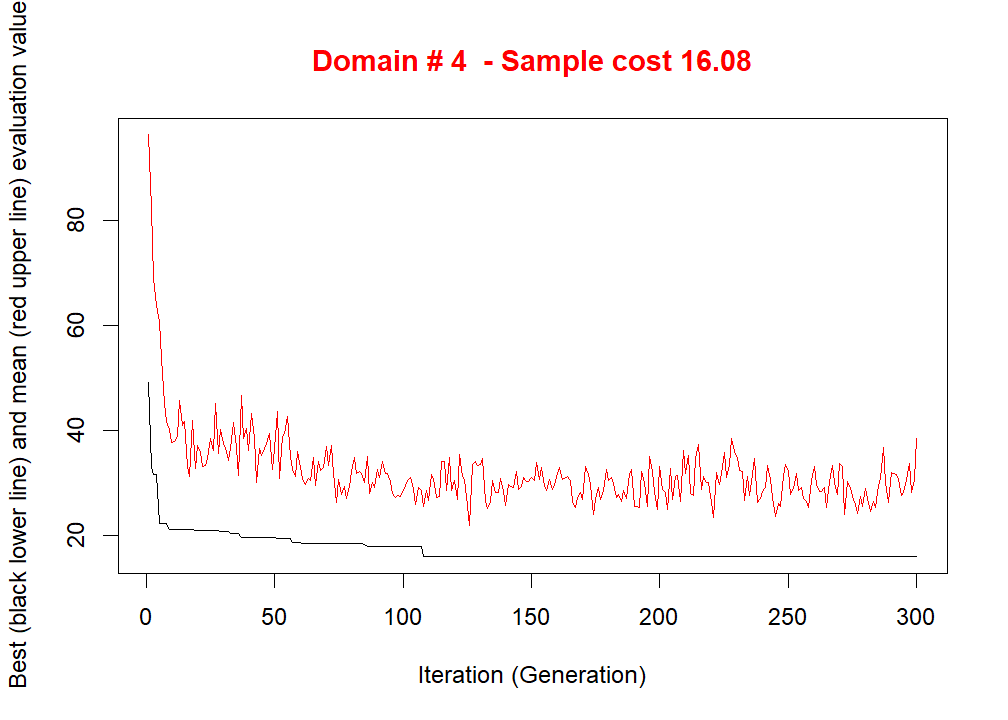 Domain # 4  - Sample cost 16.08
Best (black lower line) and mean (red upper line) evaluation value
80
60
40
20
0 50 100 150 200 250 300
Iteration (Generation)